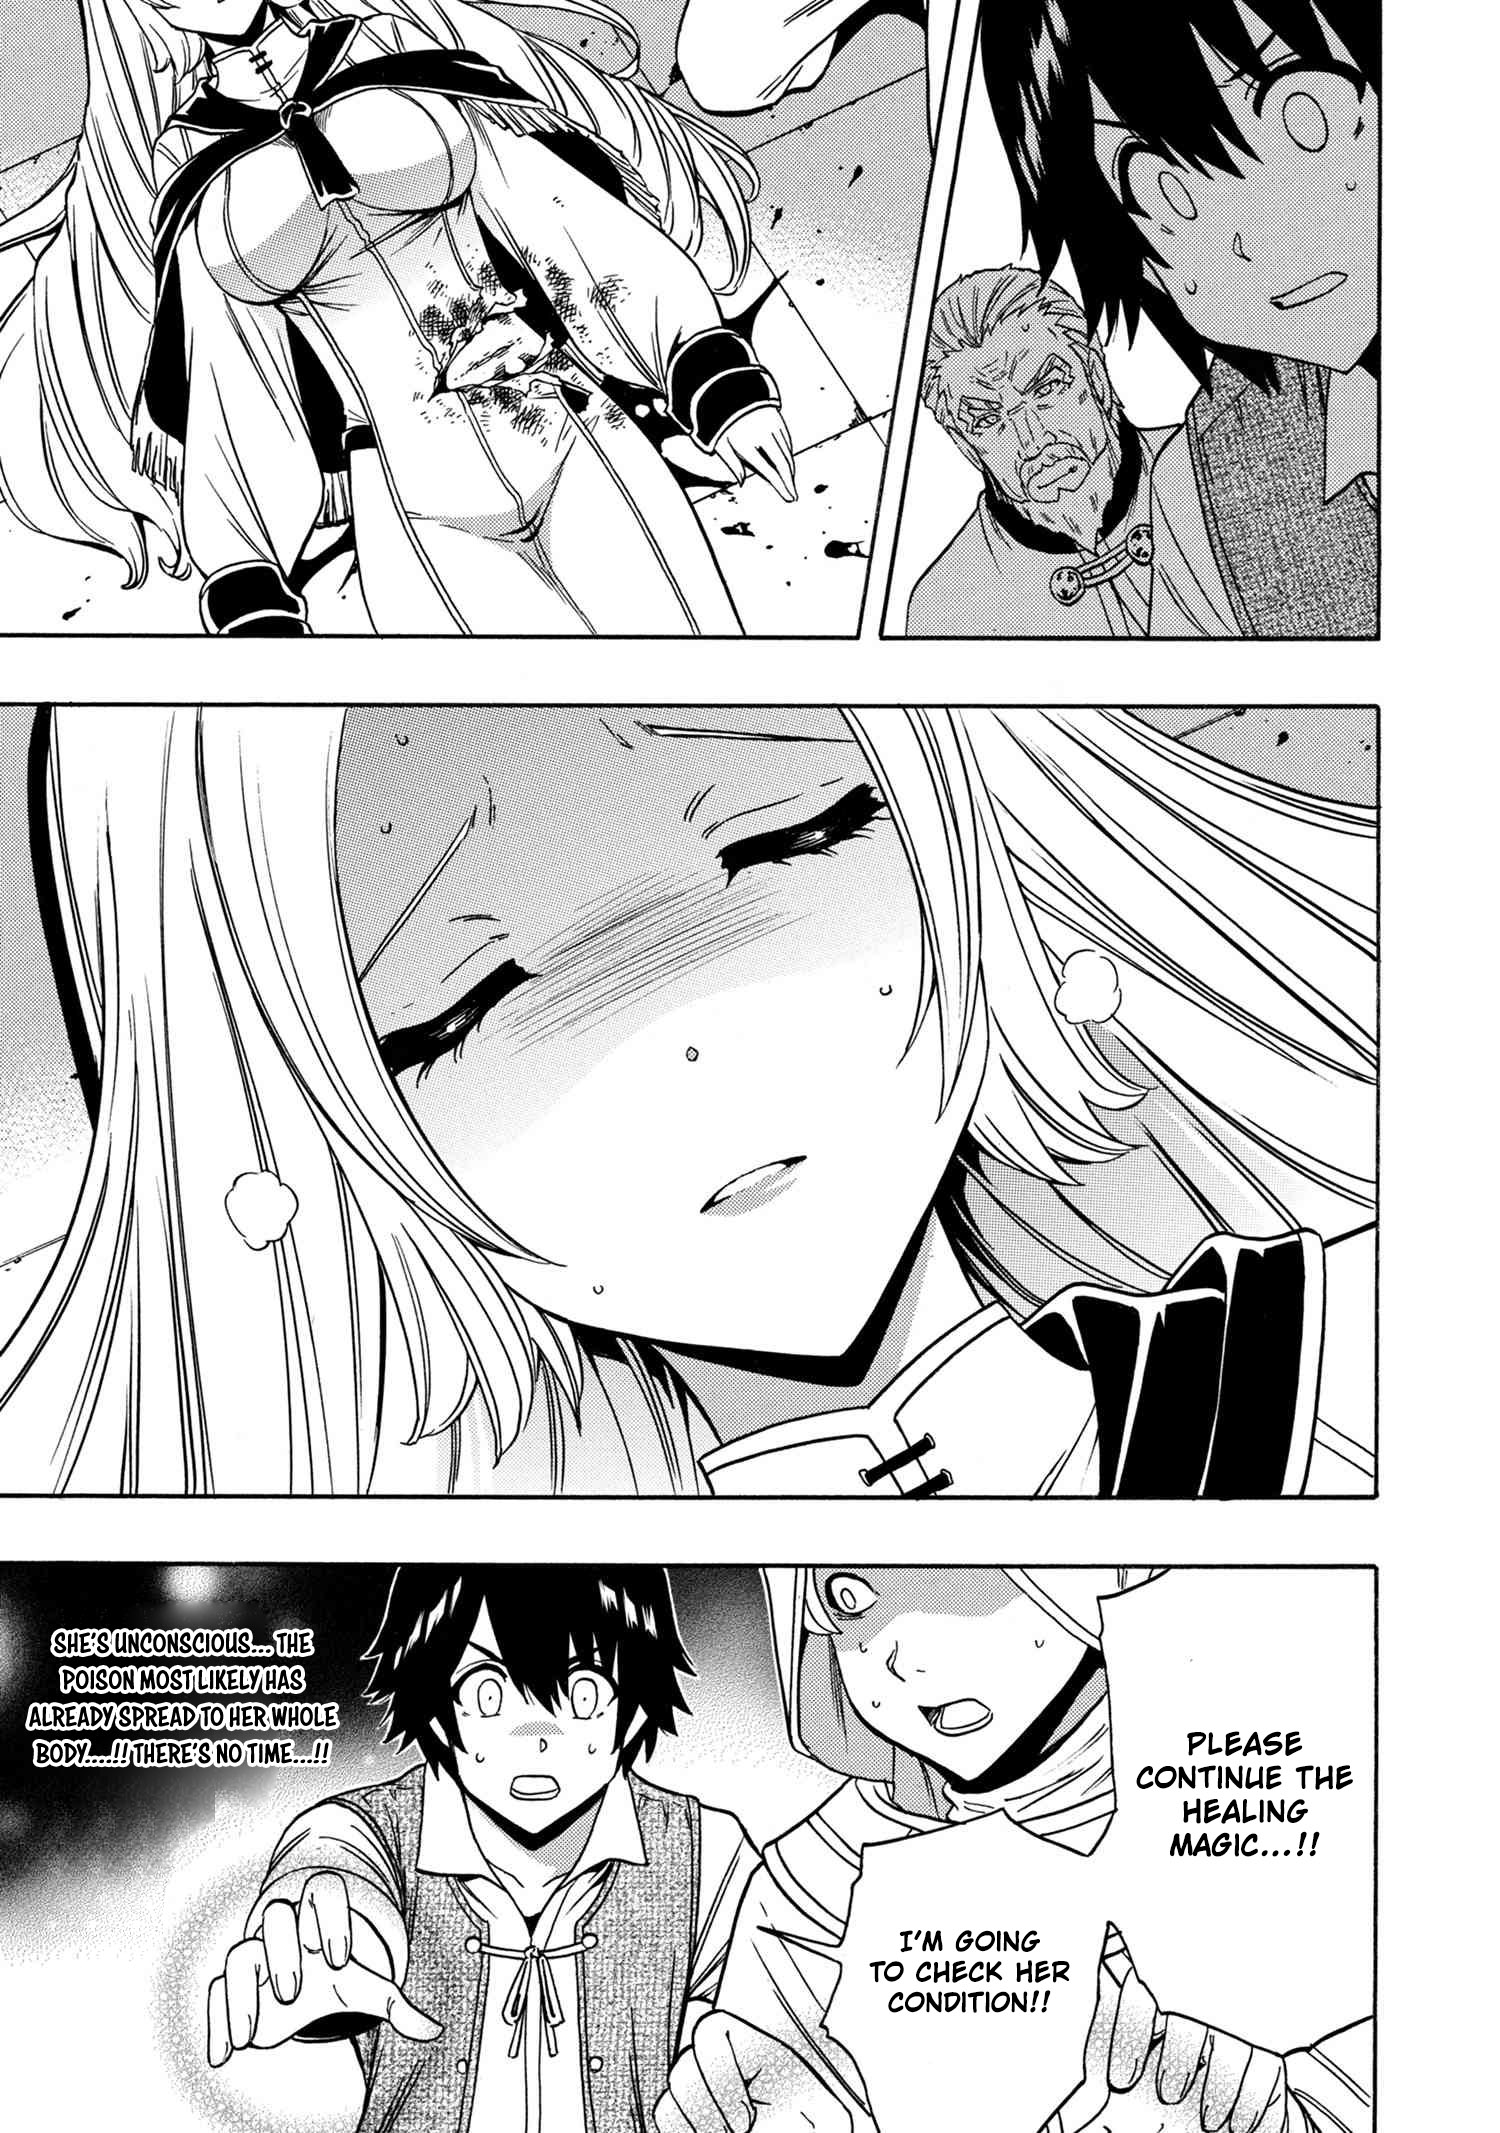 PLEASE
CONTINUE THE
HEALING
MAGIC...!!
I'M GOING
TO CHECK HER
CONDITION!!
SHE'S UNCONSCIOUS... THE
POISON MOST LIKELY HAS
ALREADY SPREAD TO HER WHOLE
BODY....!! THERE'S NO TIME...!!